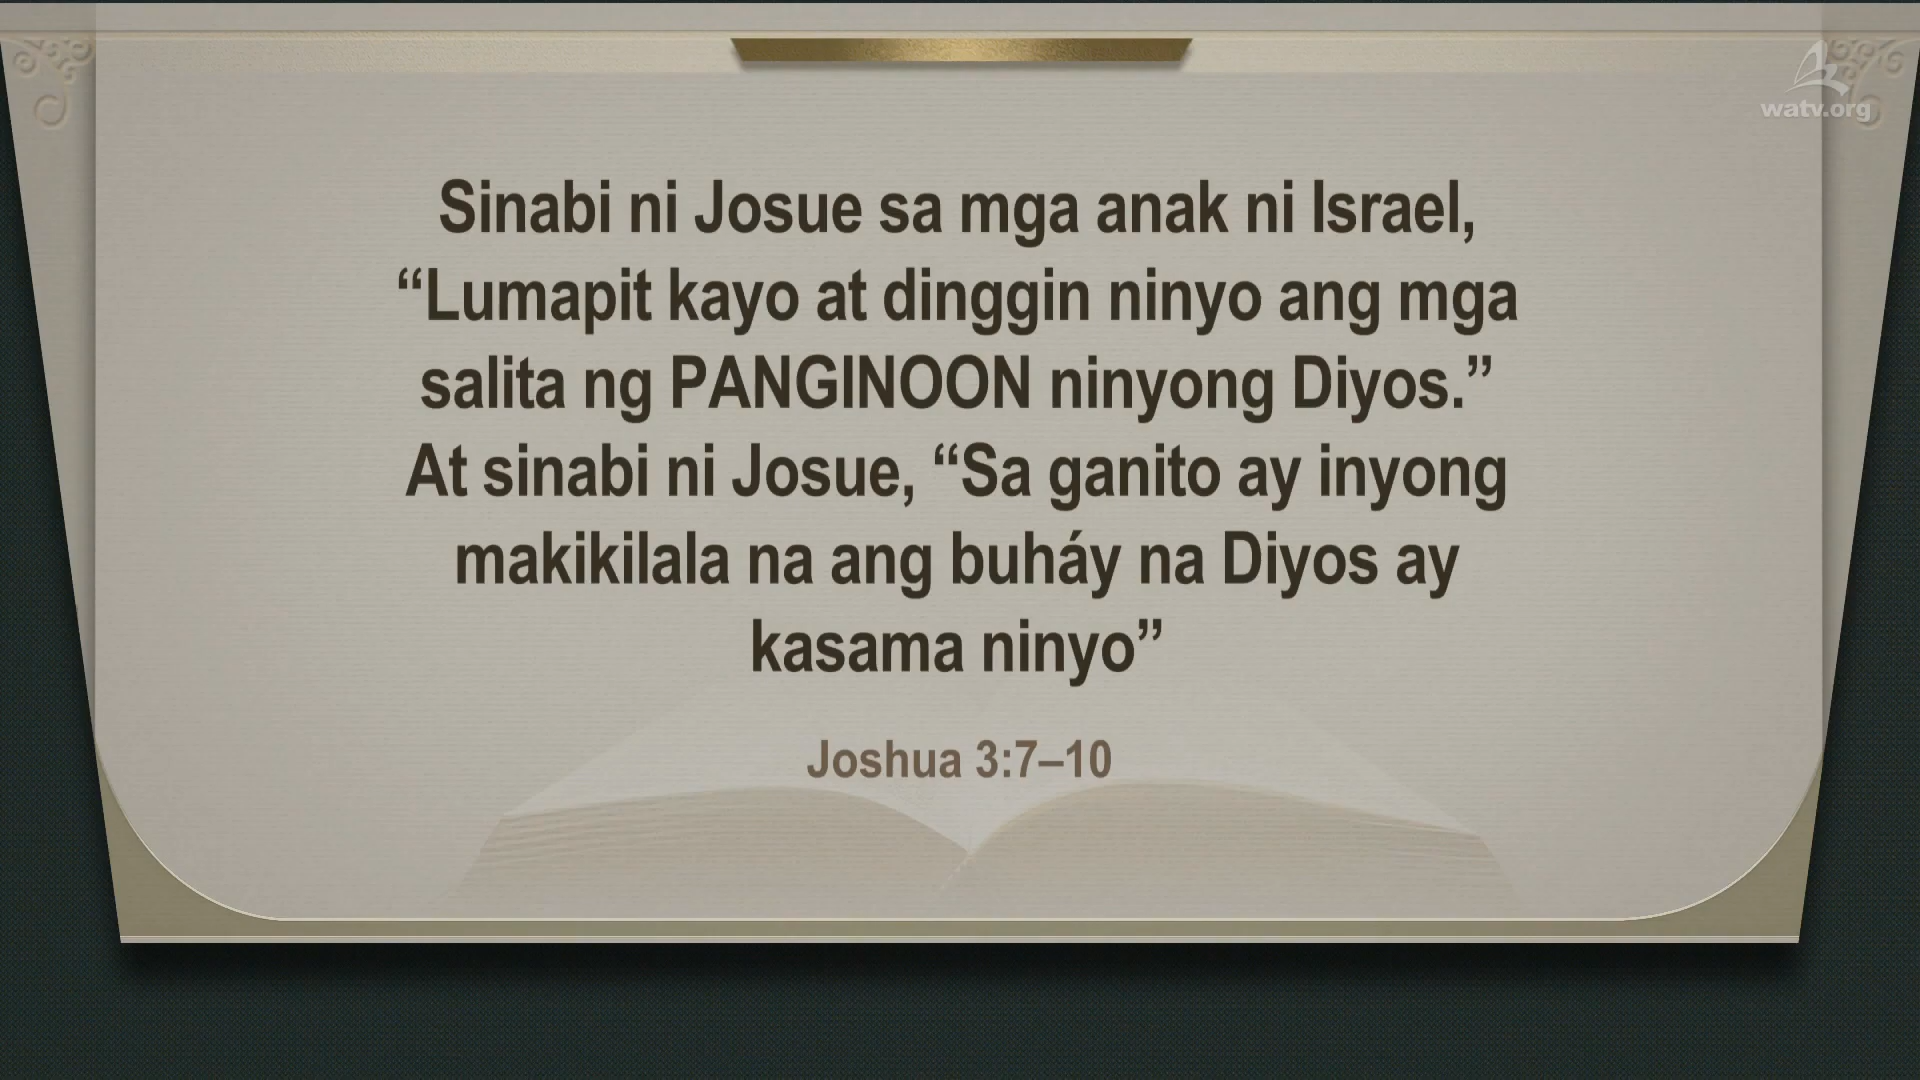 watv.org
Sinabi ni Josue sa mga anak ni Israel,
“Lumapit kayo at dinggin ninyo ang mga
salita ng PANGINOON ninyong Diyos.”
At sinabi ni Josue, “Sa ganito ay inyong
makikilala na ang buháy na Diyos ay
kasama ninyo”
Joshua 3:7–10